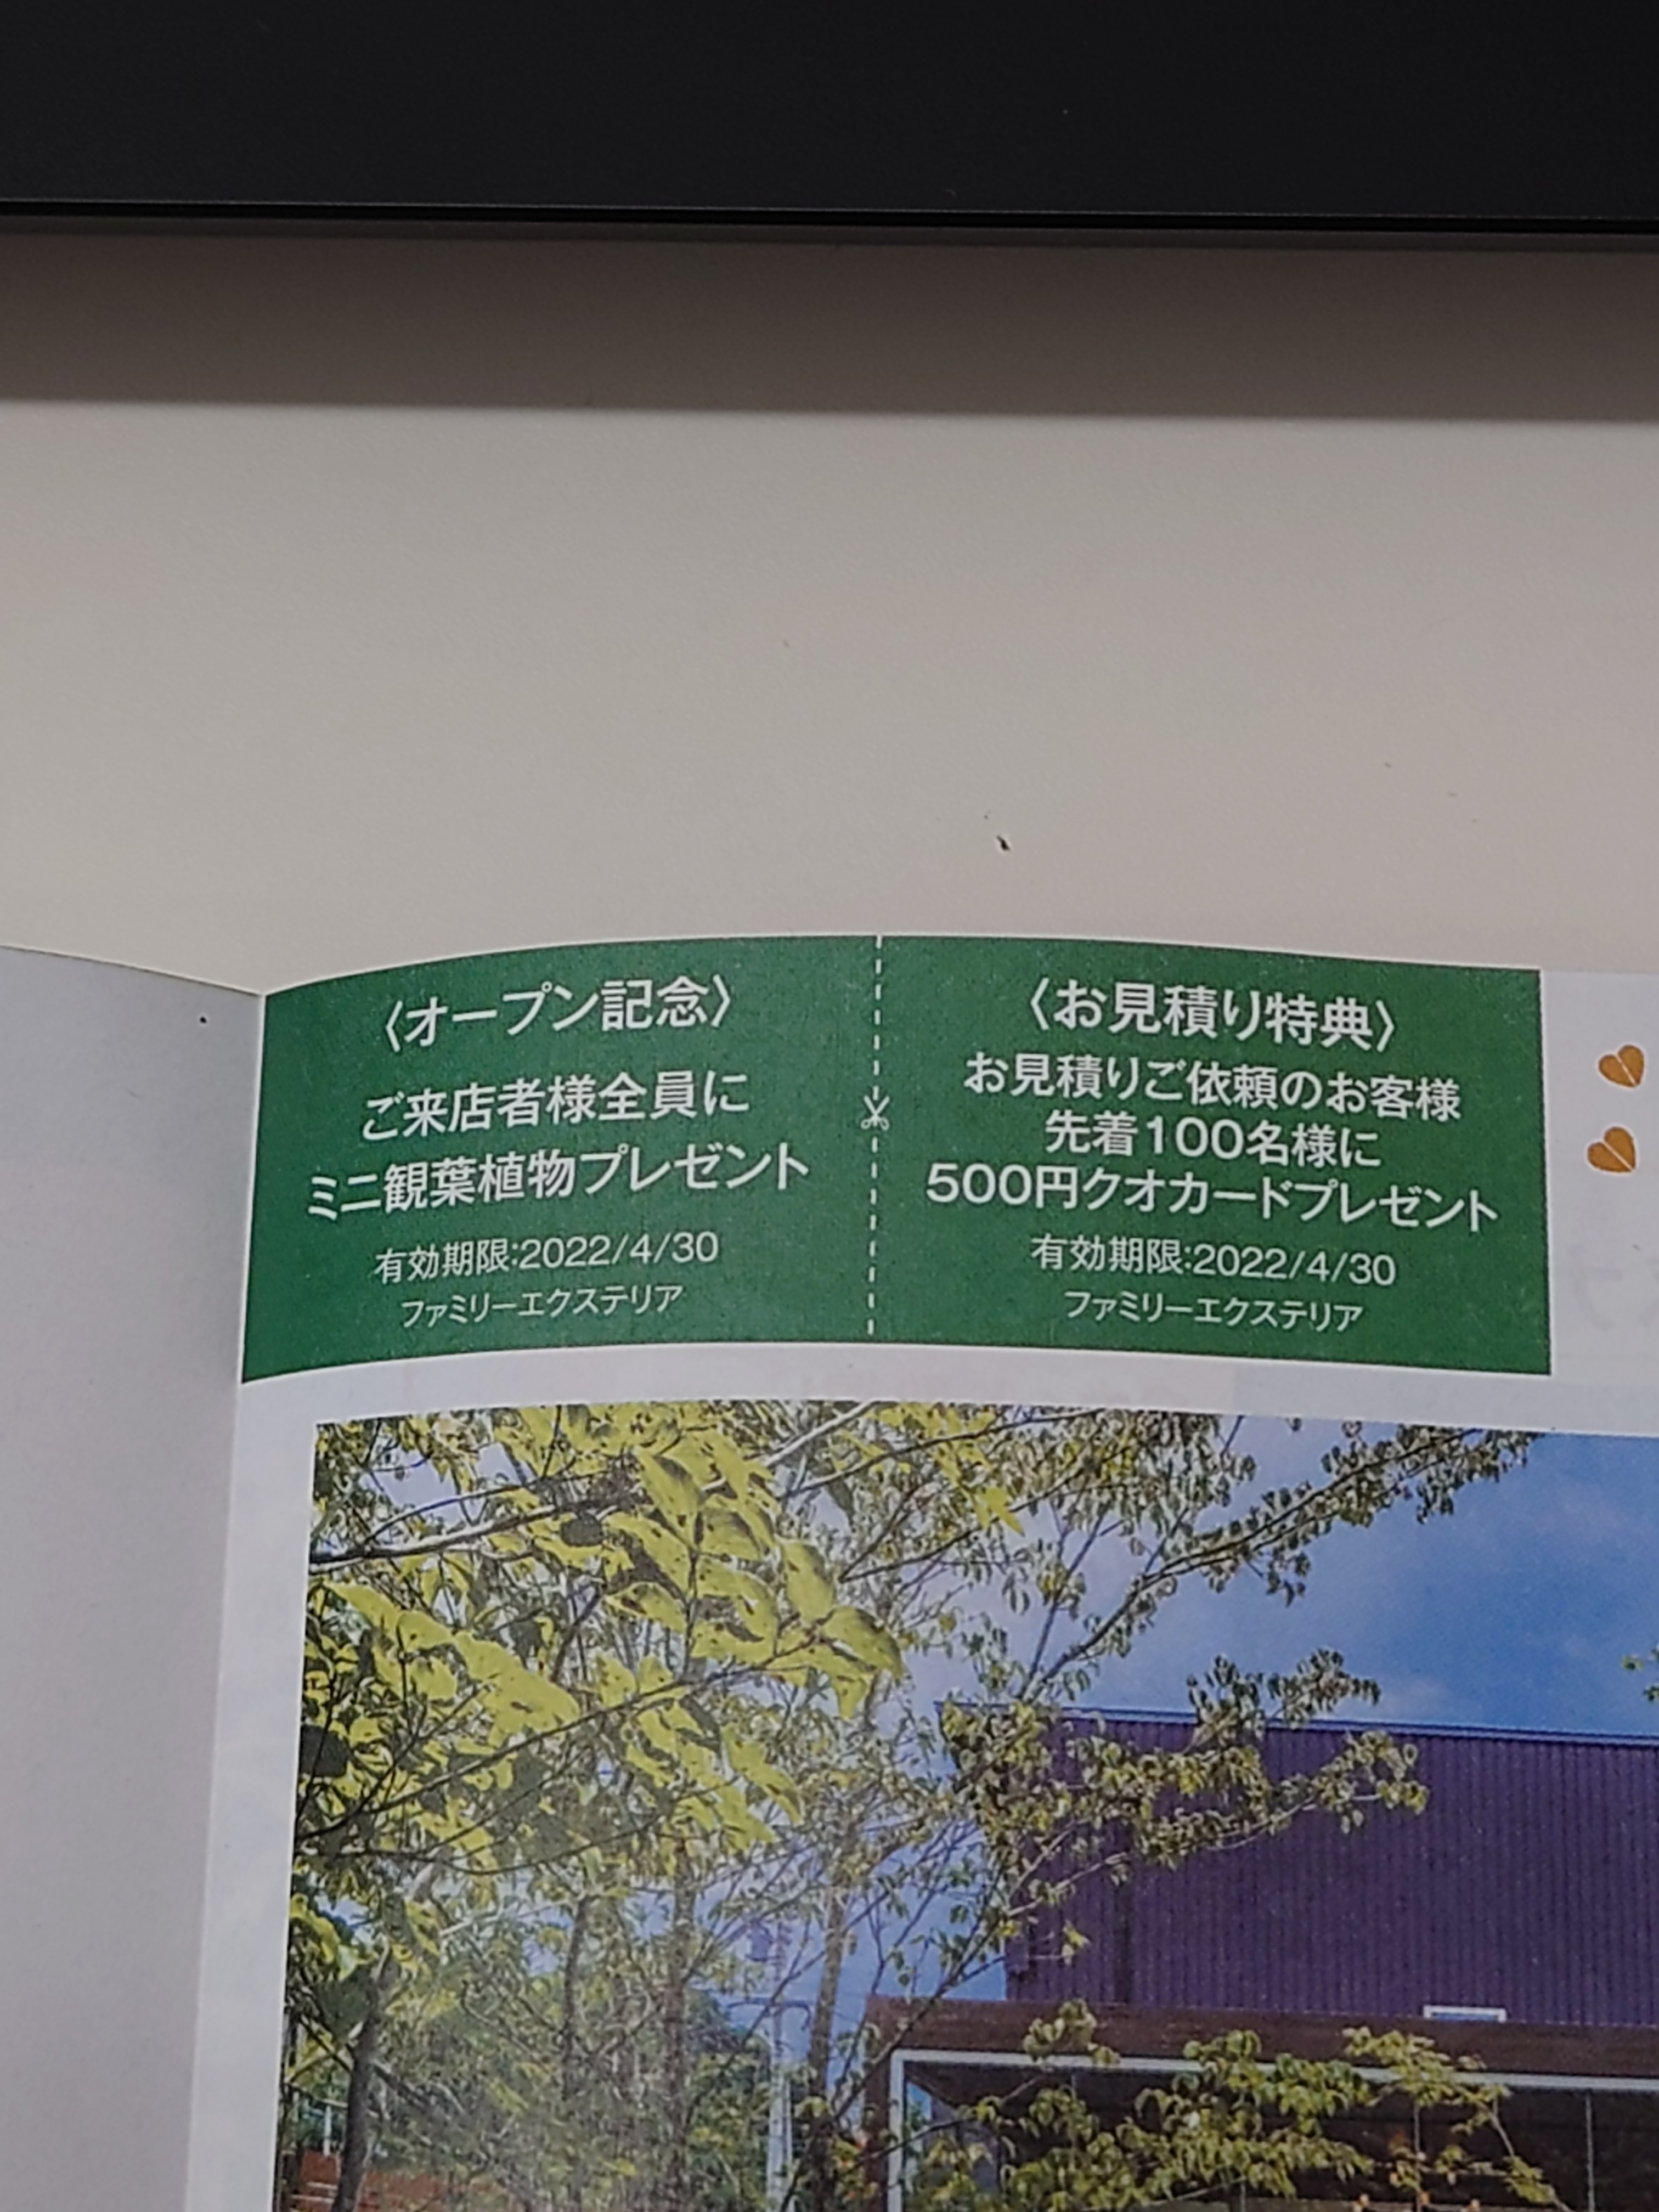 〈オープン記念〉
ご来店者様全員に
ミニ観葉植物プレゼント
有効期限:2022/4/30
ファミリーエクステリア
〈お見積り特典〉
お見積りご依頼のお客様
先着100名様に
500円クオカードプレゼント
有効期限:2022/4/30
ファミリーエクステリア